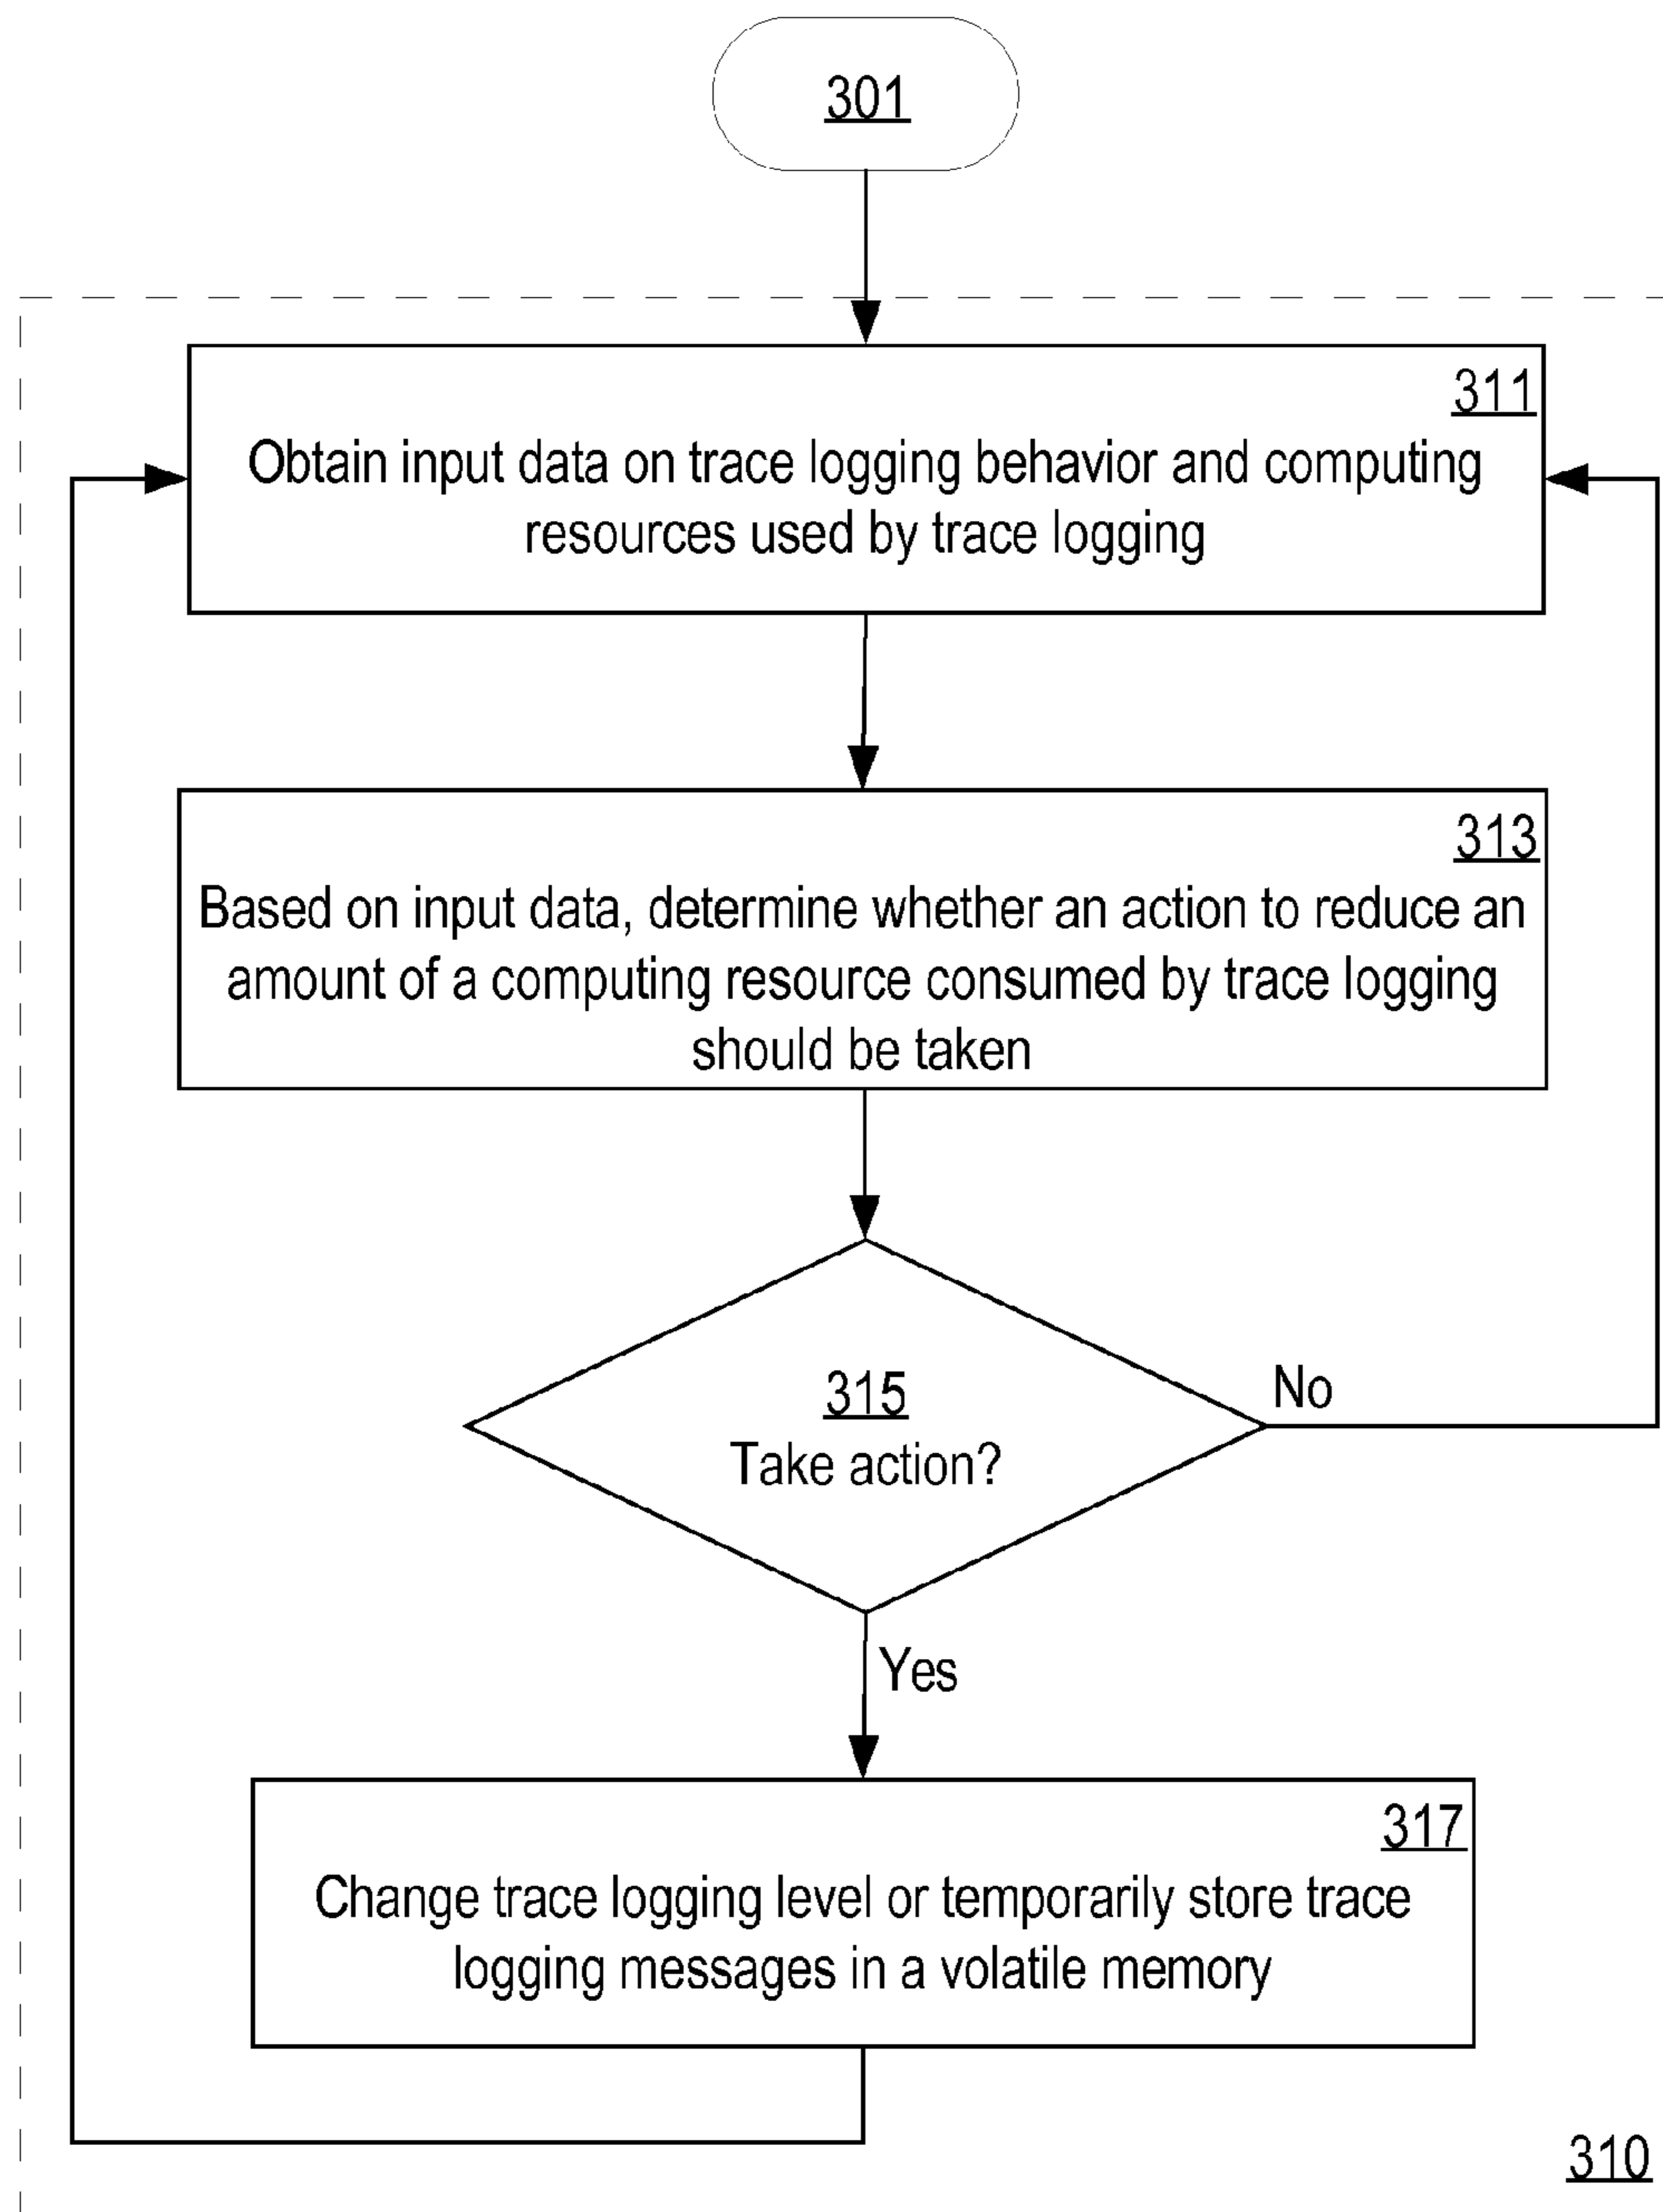 301
311
Obtain input data on trace logging behavior and computing
resources used by trace logging
313
Based on input data, determine whether an action to reduce an
amount of a computing resource consumed by trace logging
should be taken
315
Take action?
No
Yes
317
Change trace logging level or temporarily store trace
logging messages in a volatile memory
310